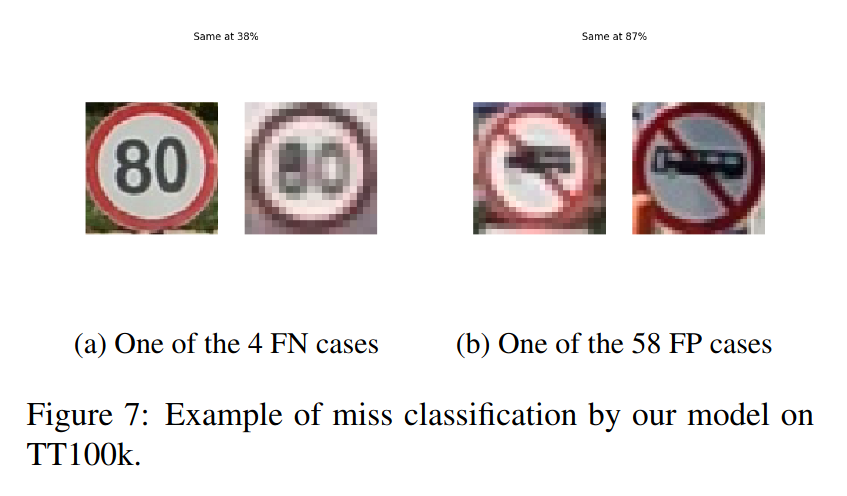 Same at 38%
Same at 87%
80
80
(a) One of the 4 FN cases
(b) One of the 58 FP cases
Figure 7: Example of miss classification by our model on
TT100k.